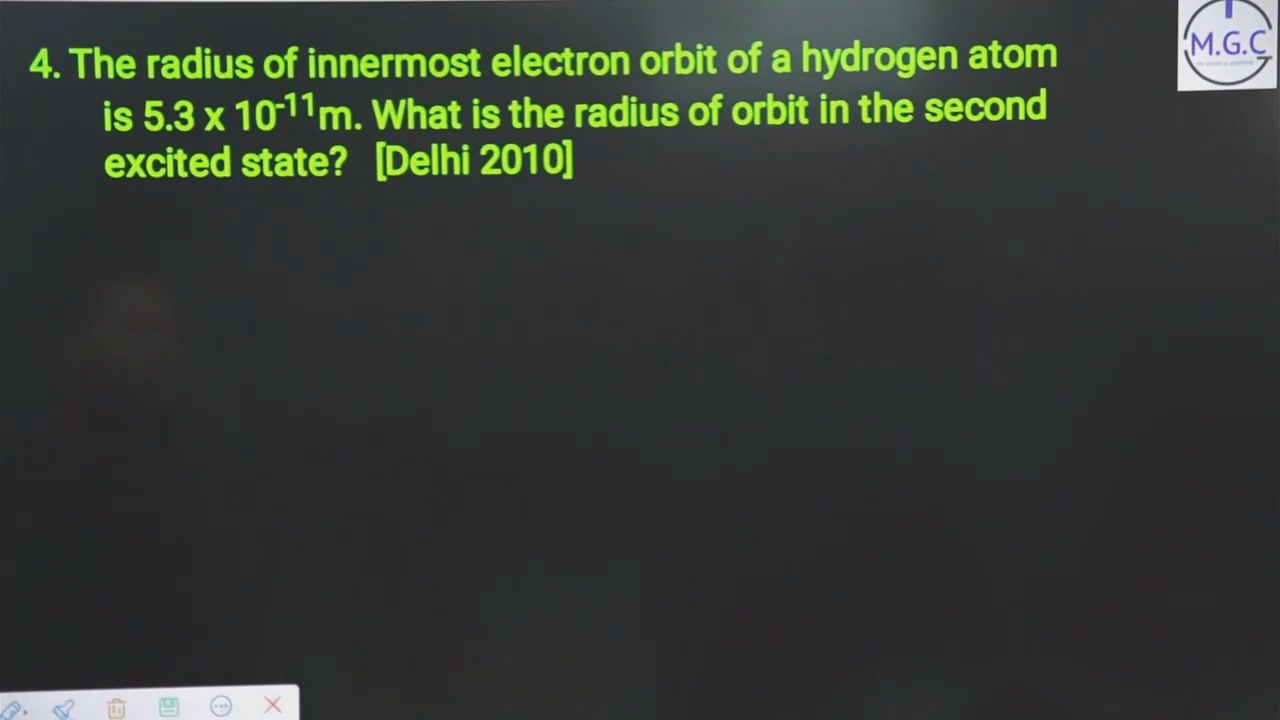 M.G.C
4. The radius of innermost electron orbit of a hydrogen atom
is 5.3 x 10⁻¹¹m. What is the radius of orbit in the second
excited state? [Delhi 2010]